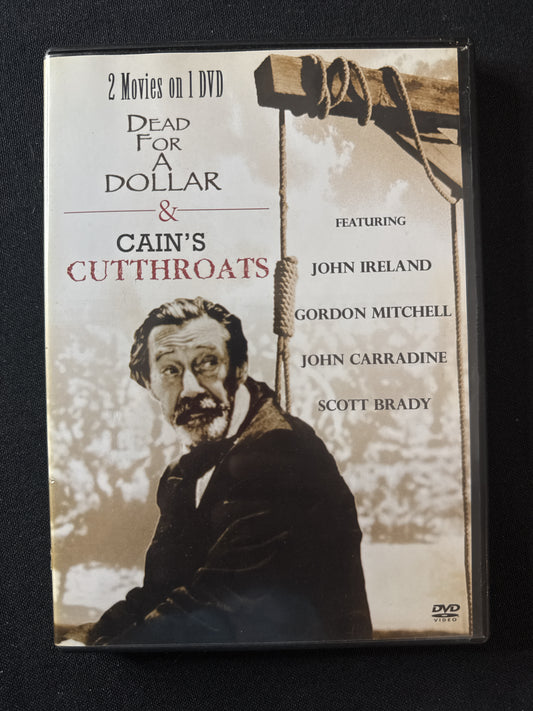 2 Movies on 1 DVD
DEAD
FOR
A
DOLLAR
&
CAIN'S
CUTTHROATS
FEATURING
JOHN IRELAND
GORDON MITCHELL
JOHN CARRADINE
SCOTT BRADY
DVD
VIDEO